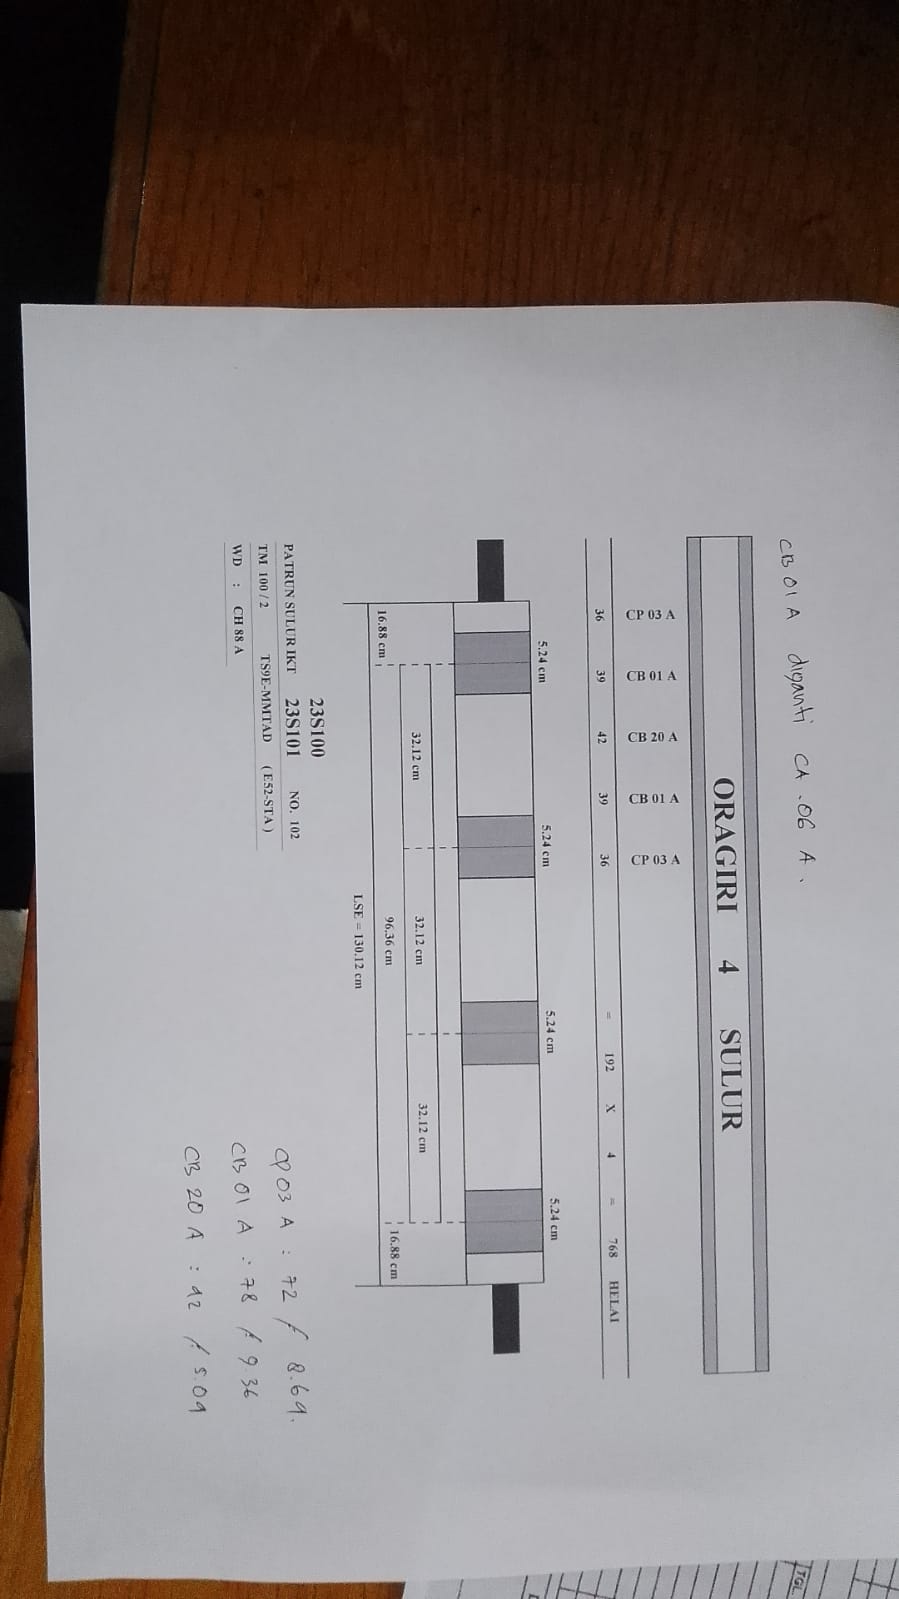 CB 01 A diganti CA .06 A .
ORAGIRI 4 SULUR
CP 03 A
CB 01 A
CB 20 A
CB 01 A
CP 03 A
36 39 42 39 36 = 192 X 4 = 768 HELAI
5.24 cm 5.24 cm 5.24 cm 5.24 cm
32.12 cm 32.12 cm 32.12 cm
16.88 cm 96.36 cm 16.88 cm
LSE = 130.12 cm
23S100
PATRUN SULUR IKT 23S101 NO. 102
TM 100 / 2 TS9E-MMTAD ( E52-STA )
WD : CH 88 A
CP 03 A : 72 / 8.69.
CB 01 A : 78 / 9.36
CB 20 A : 42 / 5.09
TGL